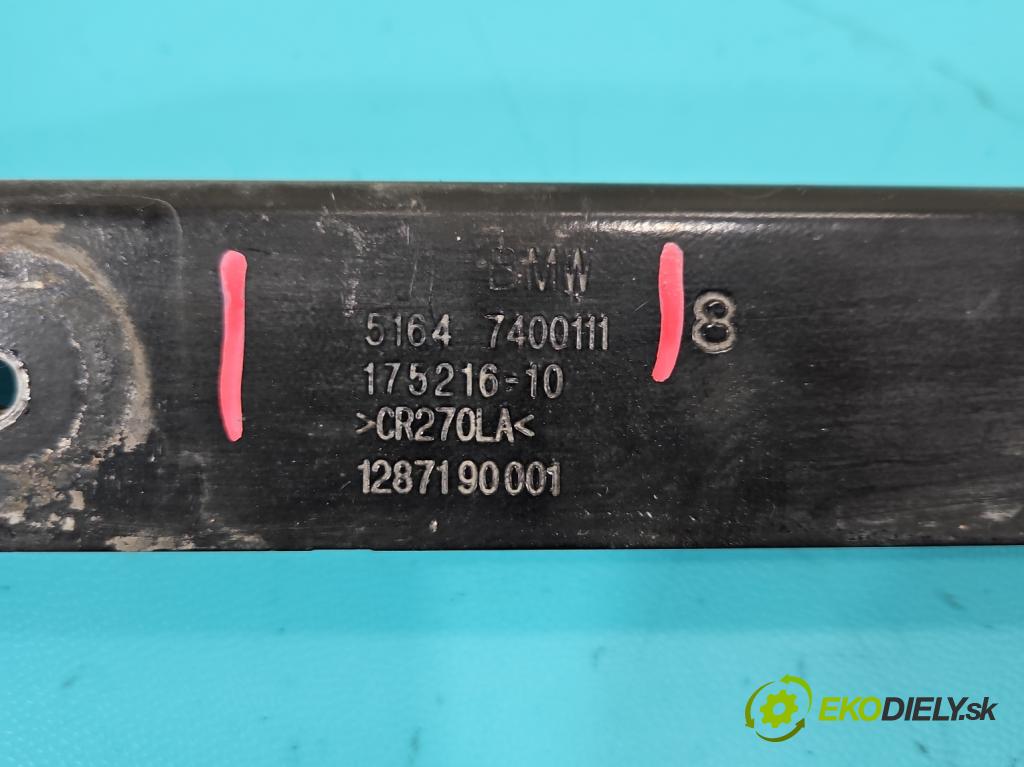 BMW
5164 7400111
8
175216-10
>CR270LA<
1287190001
EKODIELY.sk